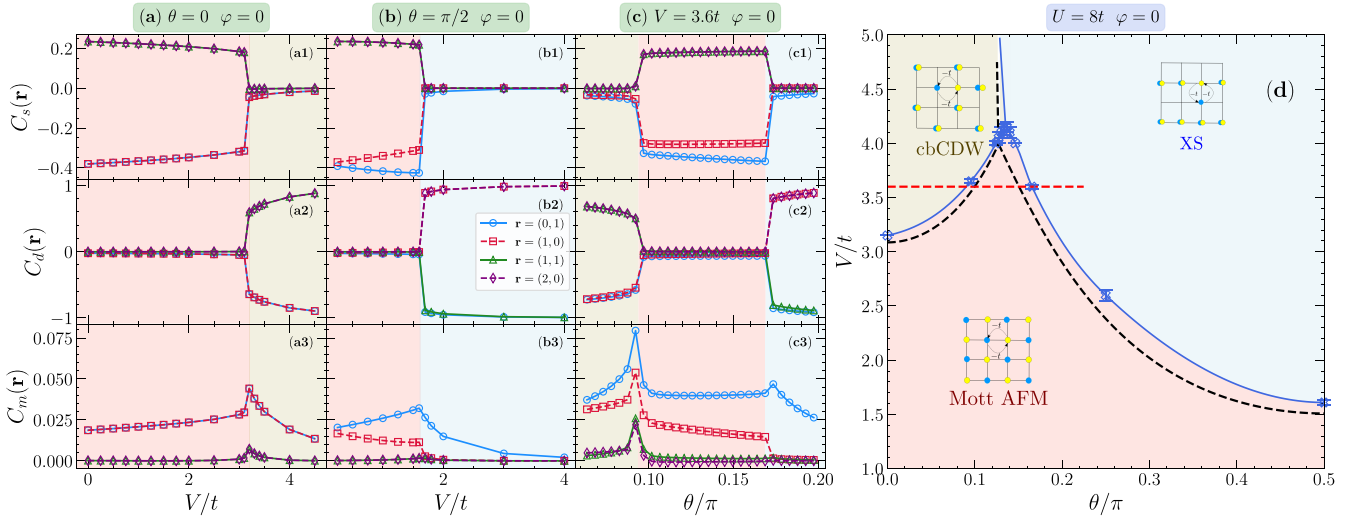 (a) θ = 0 φ = 0
(b) θ = π/2 φ = 0
(c) V = 3.6t φ = 0
U = 8t φ = 0
C_s(r)
0.2
0.0
−0.2
−0.4
(a1)
(b1)
(c1)
C_d(r)
1
0
−1
(a2)
(b2)
r = (0, 1)
r = (1, 0)
r = (1, 1)
r = (2, 0)
(c2)
C_m(r)
0.075
0.050
0.025
0.000
(a3)
(b3)
(c3)
0 2 4
V/t
2 4
V/t
0.10 0.15 0.20
θ/π
(d)
V/t
5.0
4.5
4.0
3.5
3.0
2.5
2.0
1.5
1.0
−t
−t
cbCDW
−t −t
XS
−t
−t
Mott AFM
0.0 0.1 0.2 0.3 0.4 0.5
θ/π